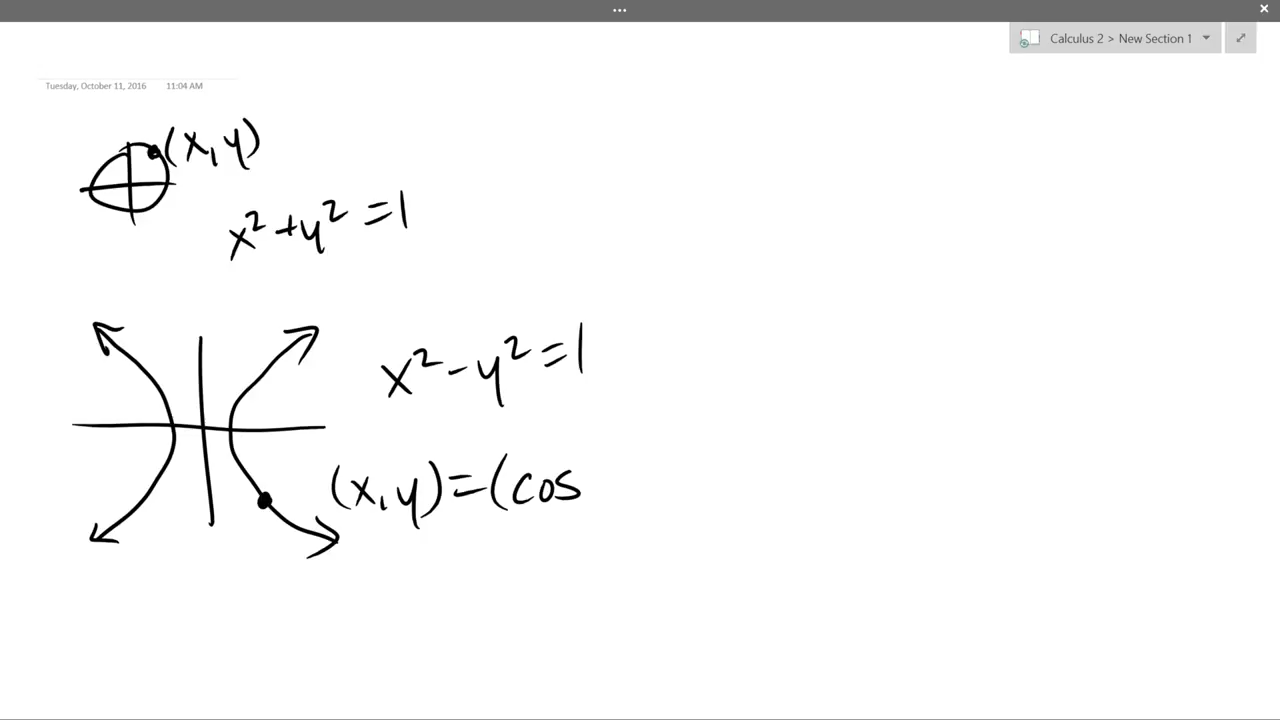 ...
Calculus 2 > New Section 1
Tuesday, October 11, 2016 11:04 AM
(x,y)
x² + y² = 1
x² - y² = 1
(x,y) = (cos